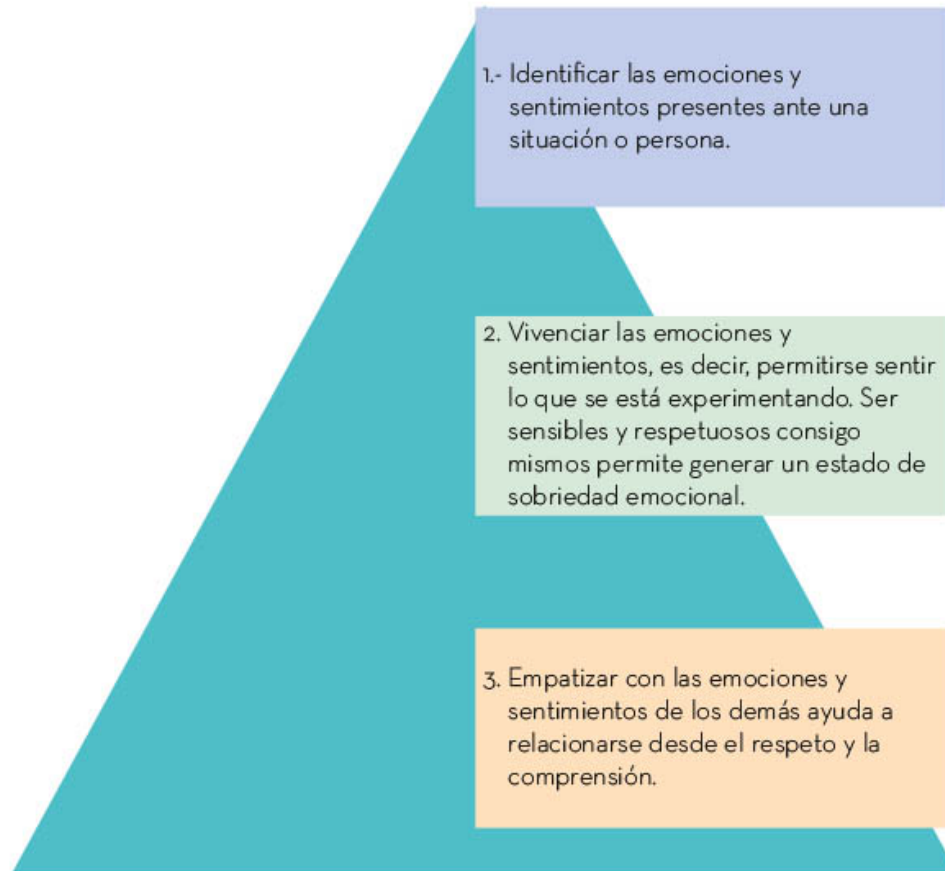 1.- Identificar las emociones y
sentimientos presentes ante una
situación o persona.
2. Vivenciar las emociones y
sentimientos, es decir, permitirse sentir
lo que se está experimentando. Ser
sensibles y respetuosos consigo
mismos permite generar un estado de
sobriedad emocional.
3. Empatizar con las emociones y
sentimientos de los demás ayuda a
relacionarse desde el respeto y la
comprensión.